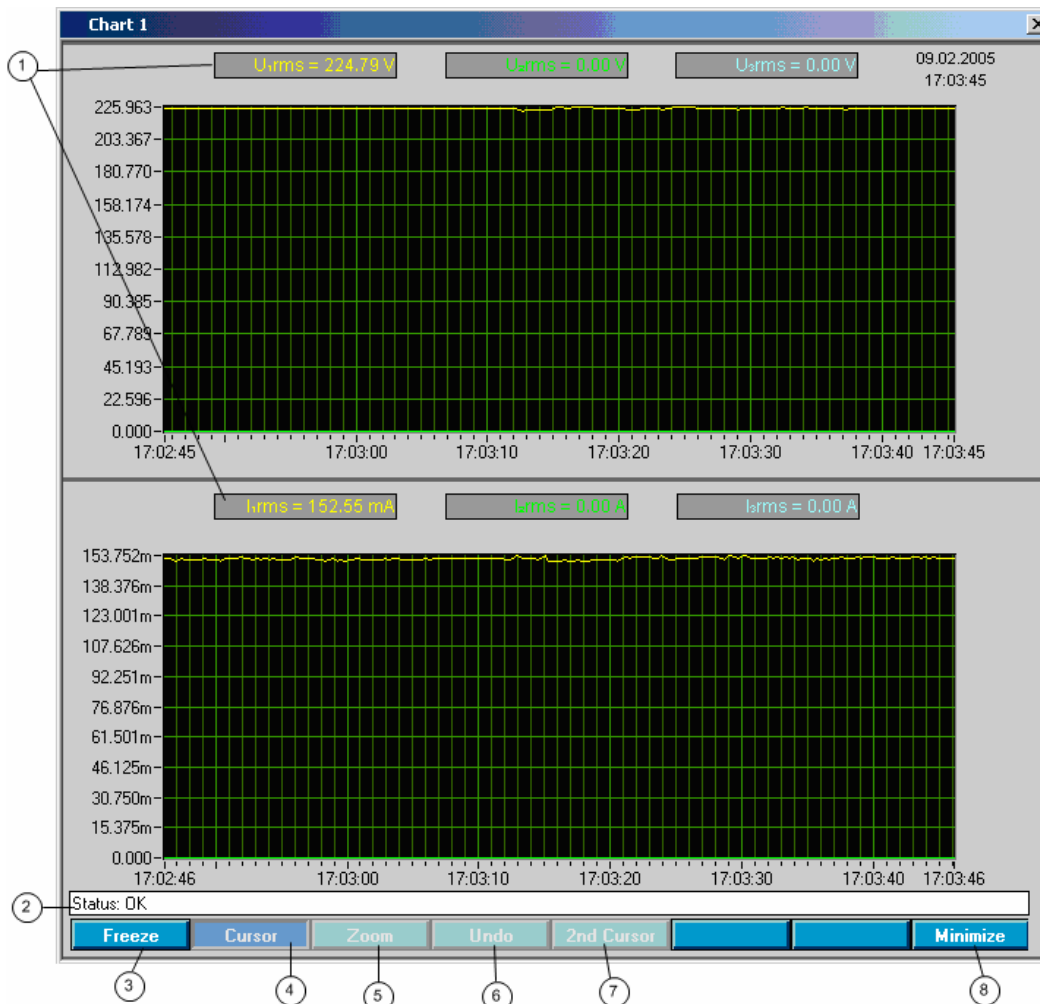 Chart 1
1
U₁rms = 224.79 V
U₂rms = 0.00 V
U₃rms = 0.00 V
09.02.2005
17:03:45
225.963
203.367
180.770
158.174
135.578
112.982
90.385
67.789
45.193
22.596
0.000
17:02:45
17:03:00
17:03:10
17:03:20
17:03:30
17:03:40
17:03:45
I₁rms = 152.55 mA
I₂rms = 0.00 A
I₃rms = 0.00 A
153.752m
138.376m
123.001m
107.626m
92.251m
76.876m
61.501m
46.125m
30.750m
15.375m
0.000
17:02:46
17:03:00
17:03:10
17:03:20
17:03:30
17:03:40
17:03:46
2
Status: OK
Freeze
Cursor
Zoom
Undo
2nd Cursor
Minimize
3
4
5
6
7
8